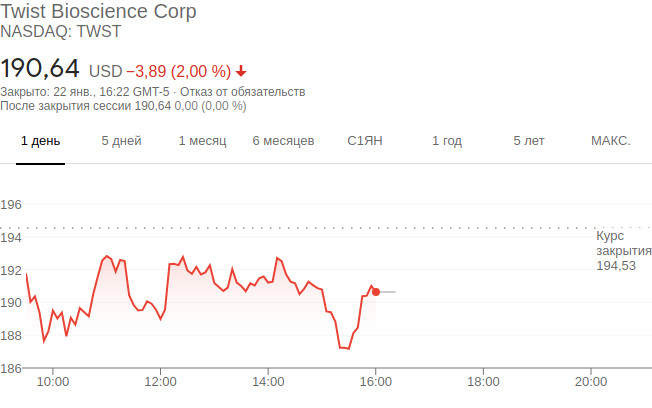 Twist Bioscience Corp
NASDAQ: TWST
190,64 USD −3,89 (2,00 %)
Закрыто: 22 янв., 16:22 GMT-5 · Отказ от обязательств
После закрытия сессии 190,64 0,00 (0,00 %)
1 день 5 дней 1 месяц 6 месяцев С1ЯН 1 год 5 лет МАКС.
196
194
192
190
188
186
Курс
закрытия
194,53
10:00 12:00 14:00 16:00 18:00 20:00